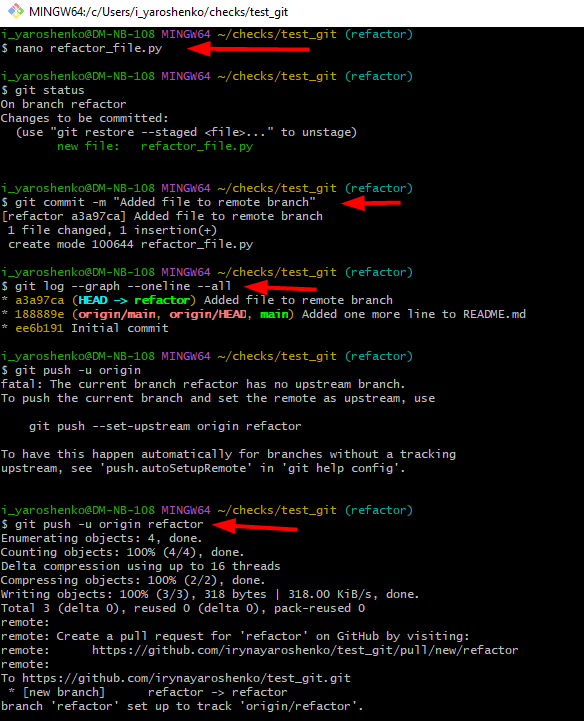 MINGW64:/c/Users/i_yaroshenko/checks/test_git
i_yaroshenko@DM-NB-108 MINGW64 ~/checks/test_git (refactor)
$ nano refactor_file.py
i_yaroshenko@DM-NB-108 MINGW64 ~/checks/test_git (refactor)
$ git status
On branch refactor
Changes to be committed:
  (use "git restore --staged <file>..." to unstage)
        new file:   refactor_file.py
i_yaroshenko@DM-NB-108 MINGW64 ~/checks/test_git (refactor)
$ git commit -m "Added file to remote branch"
[refactor a3a97ca] Added file to remote branch
 1 file changed, 1 insertion(+)
 create mode 100644 refactor_file.py
i_yaroshenko@DM-NB-108 MINGW64 ~/checks/test_git (refactor)
$ git log --graph --oneline --all
* a3a97ca (HEAD -> refactor) Added file to remote branch
* 188889e (origin/main, origin/HEAD, main) Added one more line to README.md
* ee6b191 Initial commit
i_yaroshenko@DM-NB-108 MINGW64 ~/checks/test_git (refactor)
$ git push -u origin
fatal: The current branch refactor has no upstream branch.
To push the current branch and set the remote as upstream, use
    git push --set-upstream origin refactor
To have this happen automatically for branches without a tracking
upstream, see 'push.autoSetupRemote' in 'git help config'.
i_yaroshenko@DM-NB-108 MINGW64 ~/checks/test_git (refactor)
$ git push -u origin refactor
Enumerating objects: 4, done.
Counting objects: 100% (4/4), done.
Delta compression using up to 16 threads
Compressing objects: 100% (2/2), done.
Writing objects: 100% (3/3), 318 bytes | 318.00 KiB/s, done.
Total 3 (delta 0), reused 0 (delta 0), pack-reused 0
remote:
remote: Create a pull request for 'refactor' on GitHub by visiting:
remote:      https://github.com/irynayaroshenko/test_git/pull/new/refactor
remote:
To https://github.com/irynayaroshenko/test_git.git
 * [new branch]      refactor -> refactor
branch 'refactor' set up to track 'origin/refactor'.